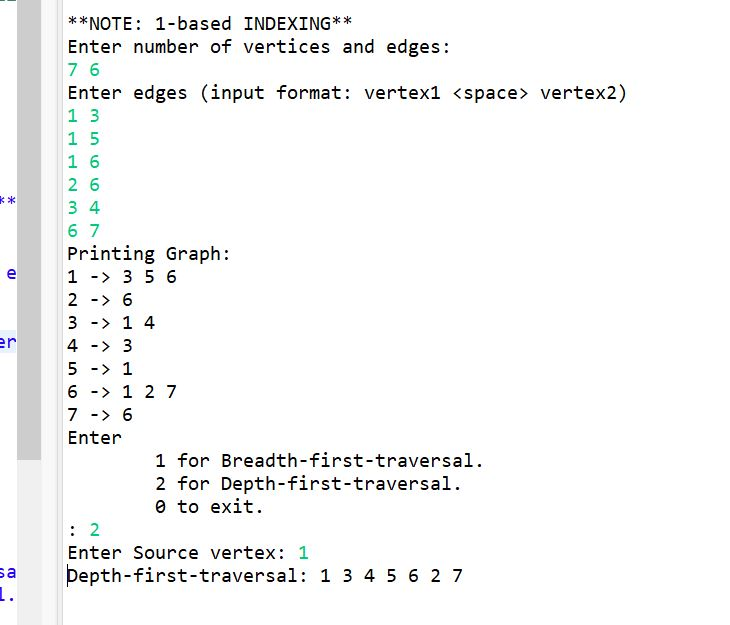 **NOTE: 1-based INDEXING**
Enter number of vertices and edges:
7 6
Enter edges (input format: vertex1 <space> vertex2)
1 3
1 5
1 6
2 6
3 4
6 7
Printing Graph:
1 -> 3 5 6
2 -> 6
3 -> 1 4
4 -> 3
5 -> 1
6 -> 1 2 7
7 -> 6
Enter
1 for Breadth-first-traversal.
2 for Depth-first-traversal.
0 to exit.
: 2
Enter Source vertex: 1
Depth-first-traversal: 1 3 4 5 6 2 7